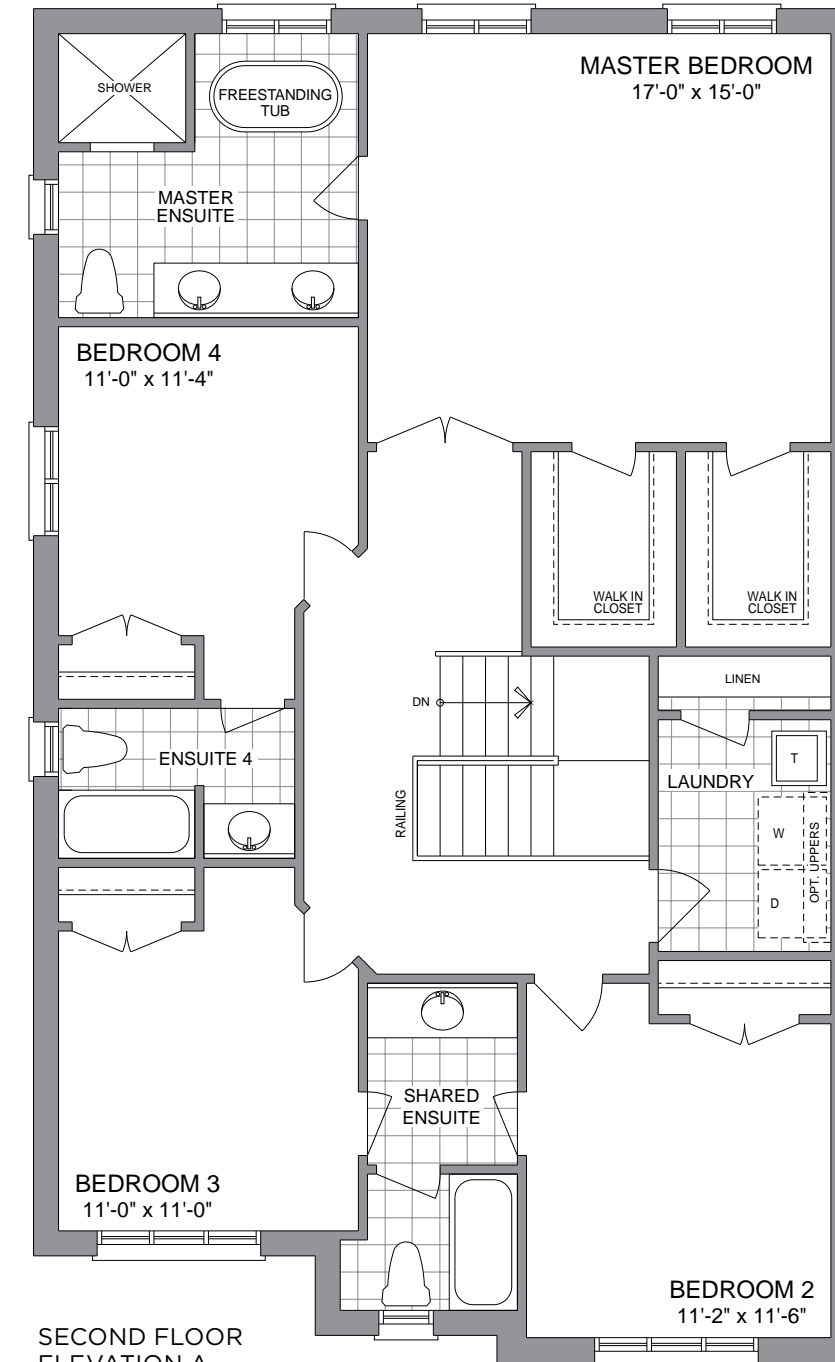 SHOWER
FREESTANDING
TUB
MASTER BEDROOM
17'-0" x 15'-0"
MASTER
ENSUITE
BEDROOM 4
11'-0" x 11'-4"
WALK IN
CLOSET
WALK IN
CLOSET
LINEN
DN
ENSUITE 4
T
LAUNDRY
RAILING
W
OPT. UPPERS
D
SHARED
ENSUITE
BEDROOM 3
11'-0" x 11'-0"
BEDROOM 2
11'-2" x 11'-6"
SECOND FLOOR
ELEVATION A